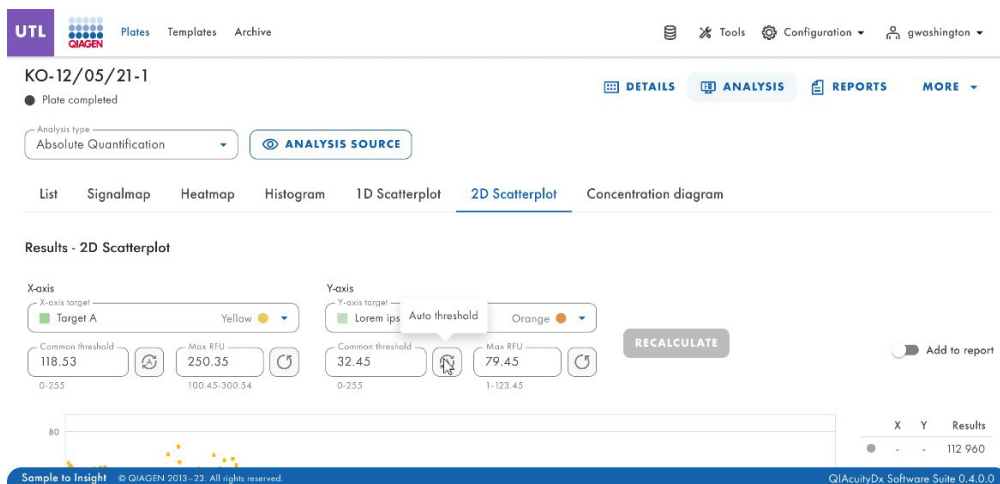 UTL QIAGEN Plates Templates Archive Tools Configuration gwashington
KO-12/05/21-1
Plate completed
DETAILS ANALYSIS REPORTS MORE
Analysis type
Absolute Quantification
ANALYSIS SOURCE
List Signalmap Heatmap Histogram 1D Scatterplot 2D Scatterplot Concentration diagram
Results - 2D Scatterplot
X-axis Y-axis
X-axis target Y-axis target
Target A Yellow Lorem ips Auto threshold Orange
Common threshold Max RFU Common threshold Max RFU
118.53 A 250.35 32.45 79.45
RECALCULATE
Add to report
0-255 100.45-300.54 0-255 1-123.45
X Y Results
80
- - 112 960
Sample to Insight © QIAGEN 2013–23. All rights reserved. QIAcuityDx Software Suite 0.4.0.0